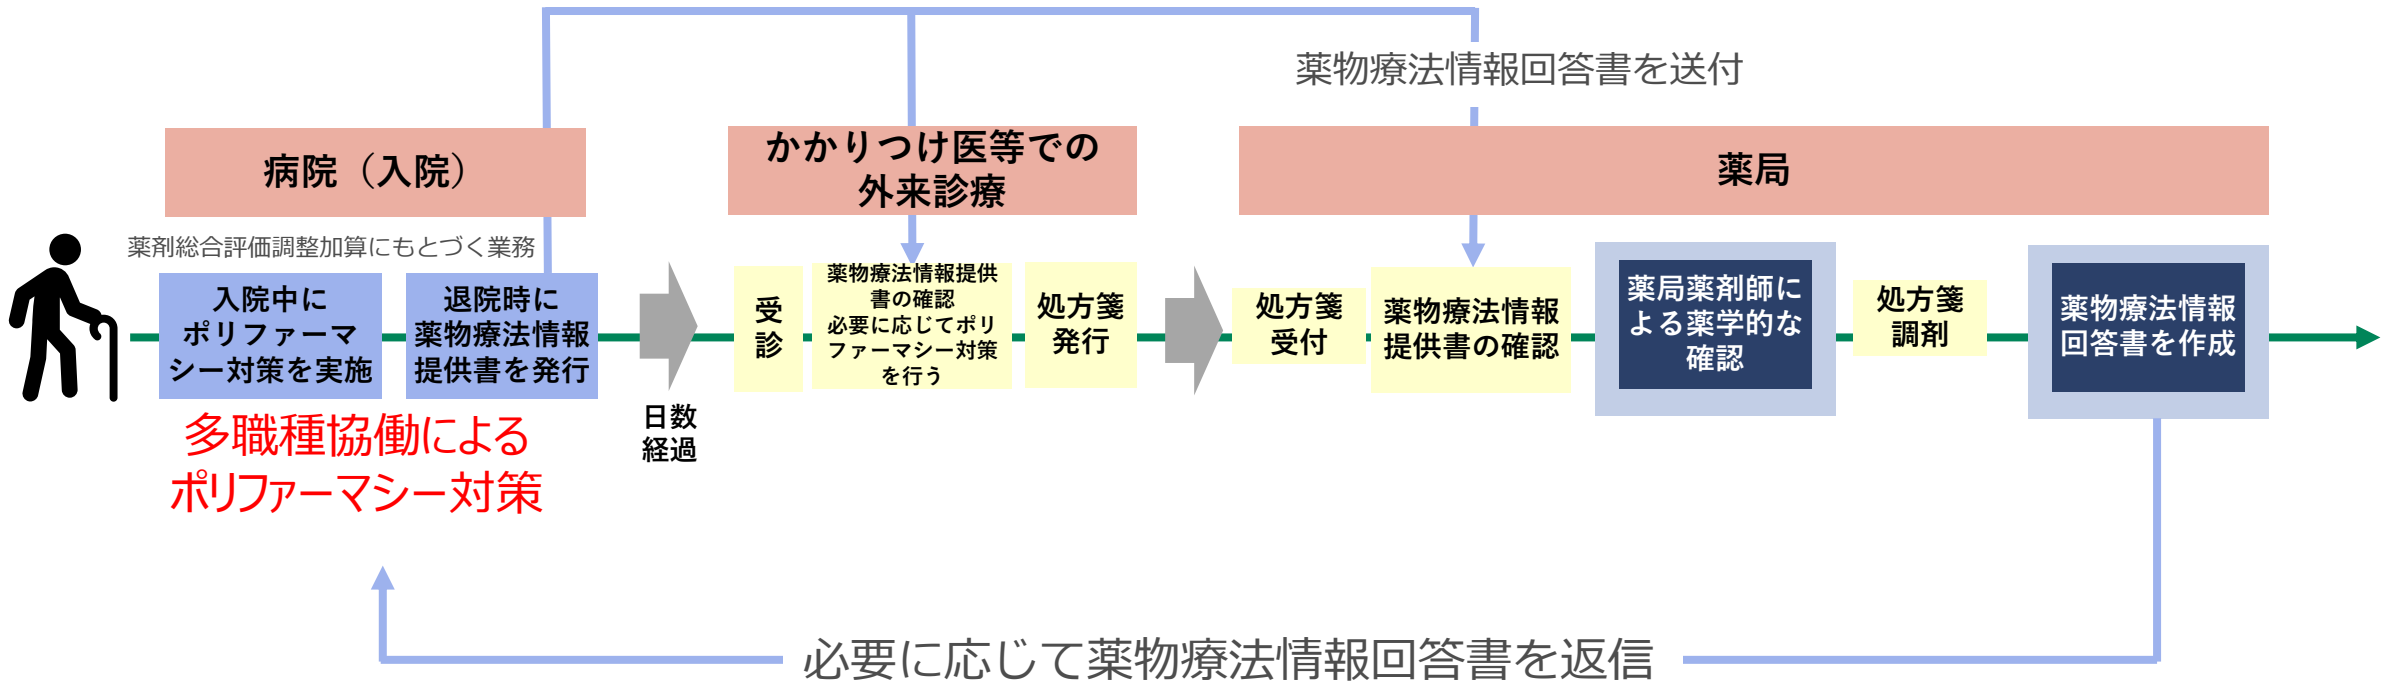 薬物療法情報回答書を送付
病院（入院）
かかりつけ医等での
外来診療
薬局
薬剤総合評価調整加算にもとづく業務
入院中に
ポリファーマ
シー対策を実施
退院時に
薬物療法情報
提供書を発行
日数
経過
受
診
薬物療法情報提供
書の確認
必要に応じてポリ
ファーマシー対策
を行う
処方箋
発行
処方箋
受付
薬物療法情報
提供書の確認
薬局薬剤師に
よる薬学的な
確認
処方箋
調剤
薬物療法情報
回答書を作成
多職種協働による
ポリファーマシー対策
必要に応じて薬物療法情報回答書を返信